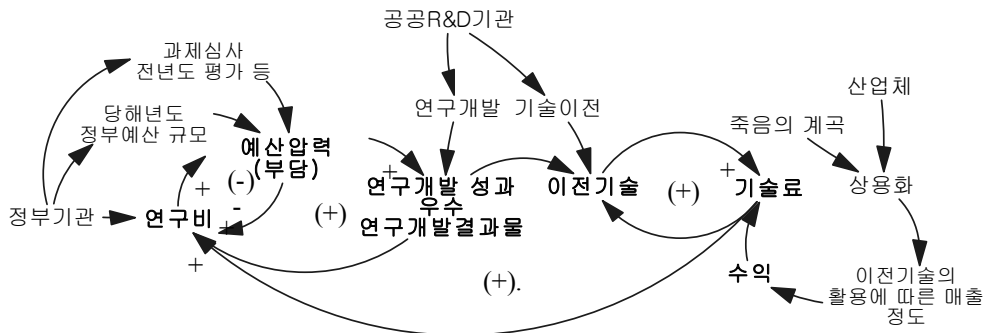 공공R&D기관
과제심사
전년도 평가 등
당해년도
정부예산 규모
연구개발 기술이전
산업체
죽음의 계곡
예산압력
(부담)
(-)
+
-
+
+
정부기관
연구비
(+)
+
연구개발 성과
우수
연구개발결과물
이전기술
(+)
+
기술료
상용화
(+).
수익
이전기술의
활용에 따른 매출
정도